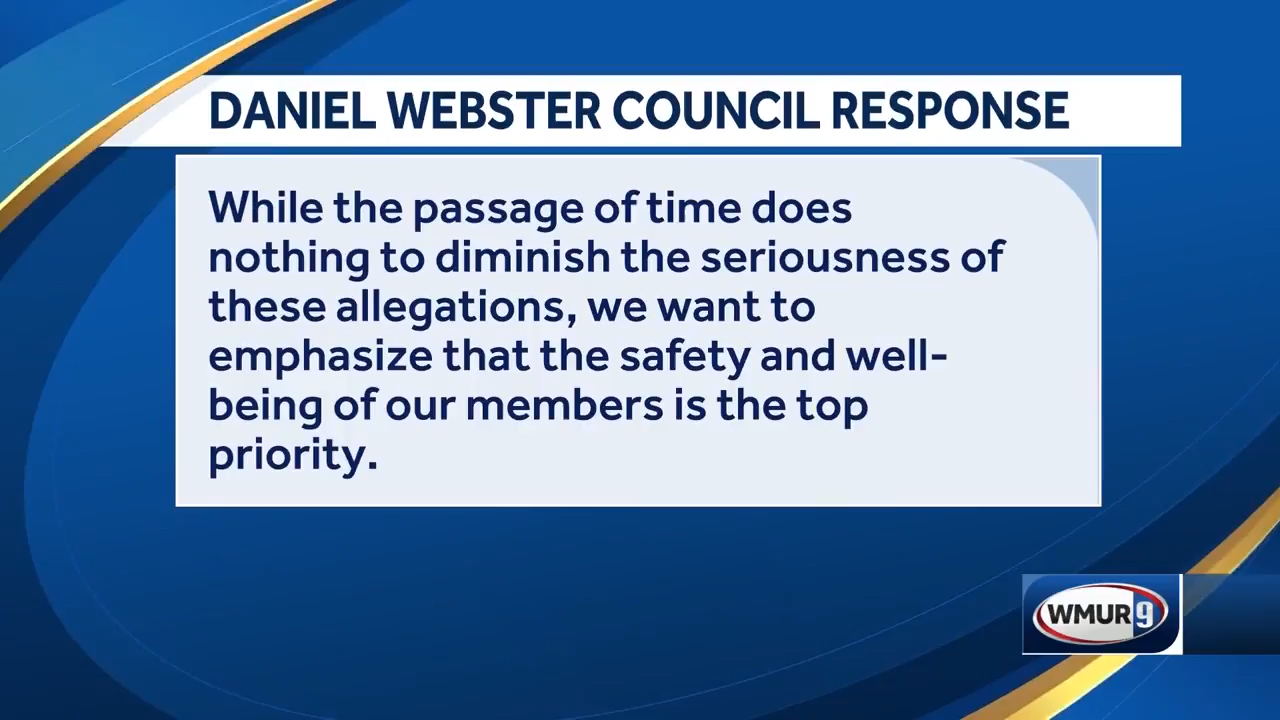 DANIEL WEBSTER COUNCIL RESPONSE
While the passage of time does
nothing to diminish the seriousness of
these allegations, we want to
emphasize that the safety and well-
being of our members is the top
priority.
WMUR9